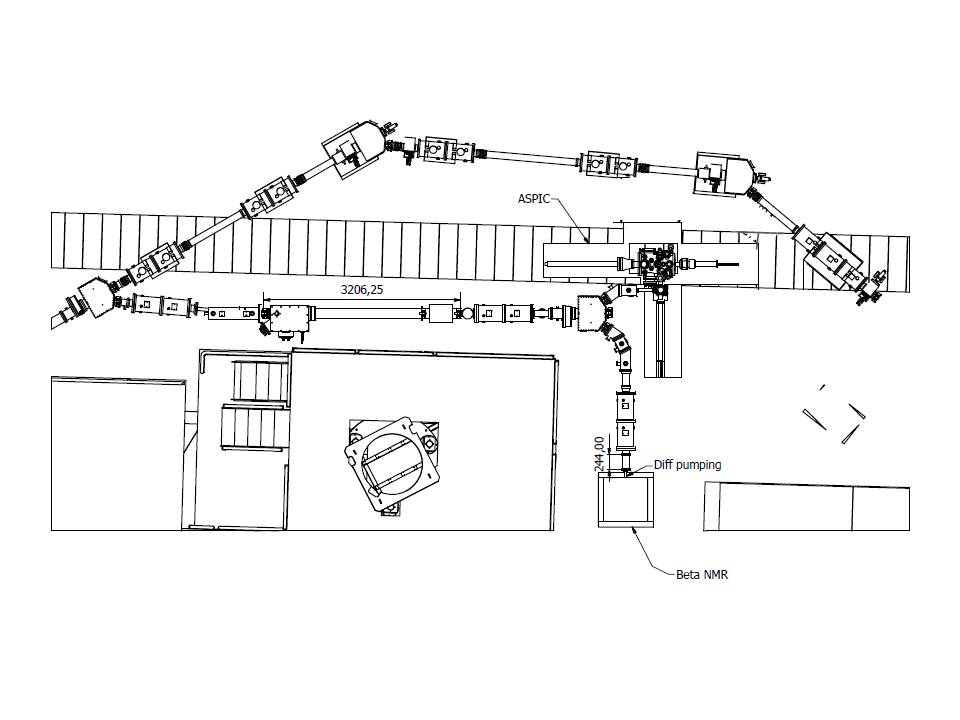 ASPIC
3206,25
244,00
Diff pumping
Beta NMR